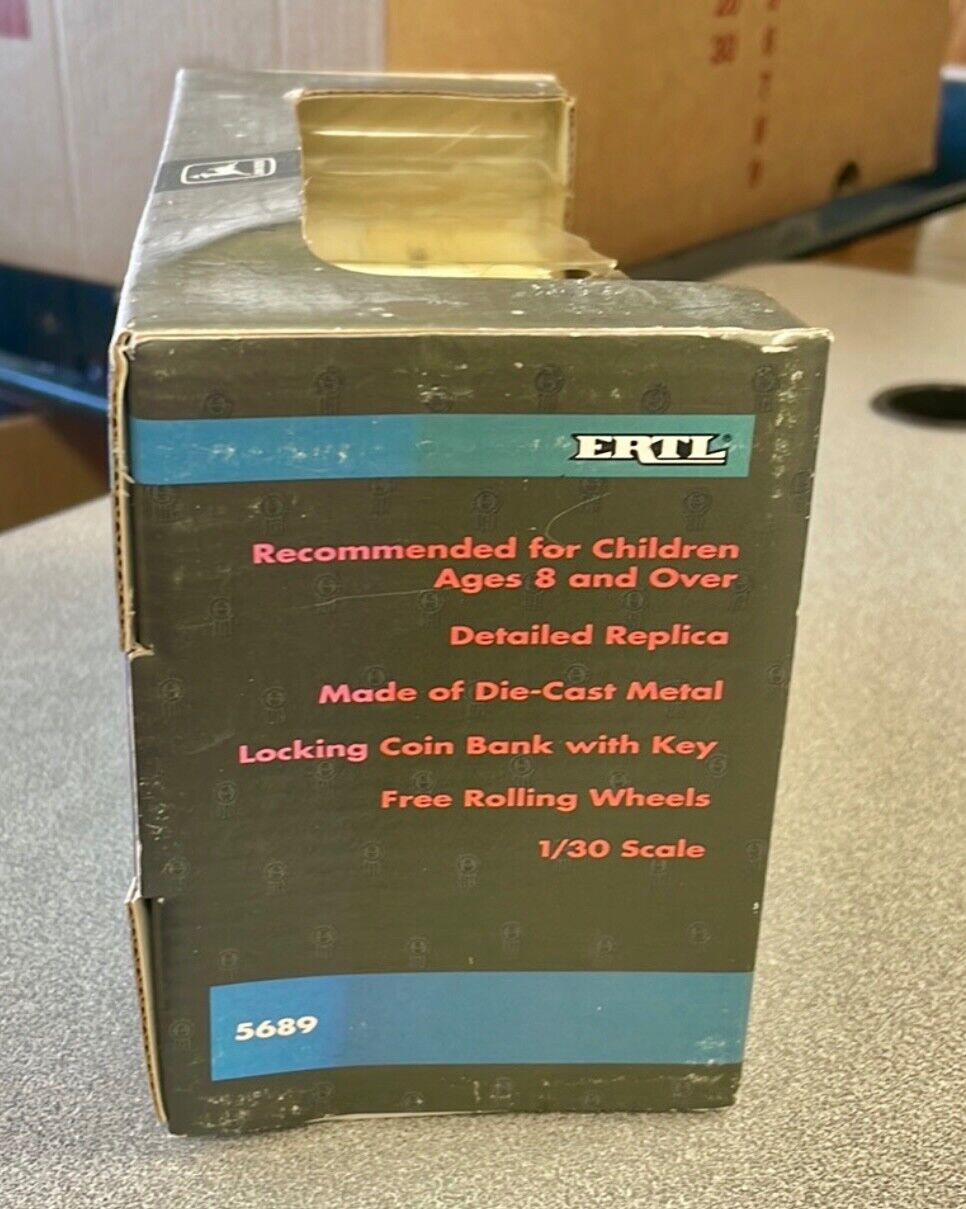 ERTL®
Recommended for Children
Ages 8 and Over
Detailed Replica
Made of Die-Cast Metal
Locking Coin Bank with Key
Free Rolling Wheels
1/30 Scale
5689